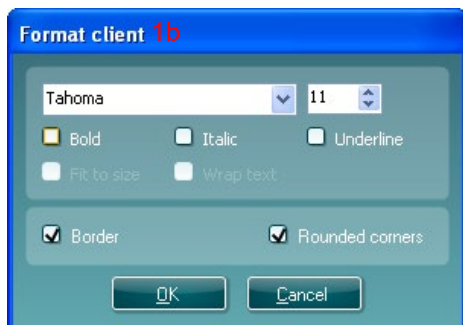 Format client 1b
Tahoma 11
Bold Italic Underline
Fit to size Wrap text
Border Rounded corners
OK Cancel